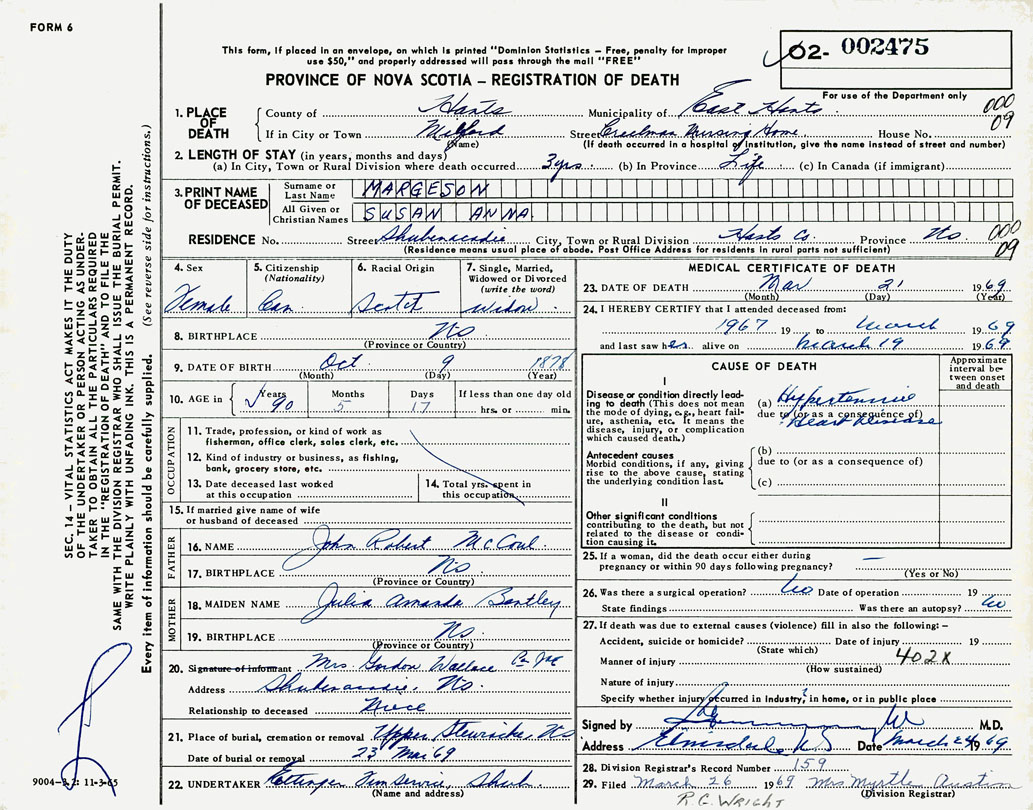 FORM 6
This form, if placed in an envelope, on which is printed "Dominion Statistics – Free, penalty for improper
use $50," and properly addressed will pass through the mail "FREE"
02- 002475
For use of the Department only
PROVINCE OF NOVA SCOTIA – REGISTRATION OF DEATH
000
09
1. PLACE OF DEATH
County of Hants Municipality of East Hants
If in City or Town Milford Street Creelman Nursing Home House No.
(Name) (If death occurred in a hospital or institution, give the name instead of street and number)
2. LENGTH OF STAY (in years, months and days)
(a) In City, Town or Rural Division where death occurred 3 yrs. (b) In Province Life (c) In Canada (if immigrant)
3. PRINT NAME OF DECEASED
Surname or Last Name MARGESON
All Given or Christian Names SUSAN ANNA
000
09
RESIDENCE No. Street Shubenacadie City, Town or Rural Division Hants Co. Province NS
(Residence means usual place of abode. Post Office Address for residents in rural parts not sufficient)
4. Sex
Female
5. Citizenship (Nationality)
Can
6. Racial Origin
Scotch
7. Single, Married, Widowed or Divorced (write the word)
Widow
8. BIRTHPLACE NS
(Province or Country)
9. DATE OF BIRTH Oct 9 1878
(Month) (Day) (Year)
10. AGE in Years Months Days If less than one day old
90 5 17 hrs. or min.
OCCUPATION
11. Trade, profession, or kind of work as fisherman, office clerk, sales clerk, etc.
12. Kind of industry or business, as fishing, bank, grocery store, etc.
13. Date deceased last worked at this occupation
14. Total yrs. spent in this occupation
15. If married give name of wife or husband of deceased
FATHER
16. NAME John Robert McCoul
17. BIRTHPLACE NS
(Province or Country)
MOTHER
18. MAIDEN NAME Julia Amanda Bentley
19. BIRTHPLACE NS
(Province or Country)
20. Signature of informant Mrs Gordon Wallace
Address Shubenacadie, NS.
Relationship to deceased Niece
21. Place of burial, cremation or removal Upper Stewiacke, NS
Date of burial or removal 23 Mar 69
22. UNDERTAKER Ettinger Fun Service Shub.
(Name and address)
MEDICAL CERTIFICATE OF DEATH
23. DATE OF DEATH Mar 21 1969
(Month) (Day) (Year)
24. I HEREBY CERTIFY that I attended deceased from:
1967 19 to March 1969
and last saw her alive on March 19 1969
CAUSE OF DEATH
Approximate interval between onset and death
I
Disease or condition directly leading to death (This does not mean the mode of dying, e.g., heart failure, asthenia, etc. It means the disease, injury, or complication which caused death.)
(a) Hypertensive
due to (or as a consequence of)
Heart Disease
Antecedent causes
Morbid conditions, if any, giving rise to the above cause, stating the underlying condition last.
(b)
due to (or as a consequence of)
(c)
II
Other significant conditions contributing to the death, but not related to the disease or condition causing it.
25. If a woman, did the death occur either during pregnancy or within 90 days following pregnancy? —
(Yes or No)
26. Was there a surgical operation? No Date of operation 19
State findings Was there an autopsy? No
27. If death was due to external causes (violence) fill in also the following: –
Accident, suicide or homicide? Date of injury 19
(State which)
Manner of injury 402X
(How sustained)
Nature of injury
Specify whether injury occurred in industry, in home, or in public place
Signed by M.D.
Address Elmsdale N.S Date March 24 1969
28. Division Registrar's Record Number 159
29. Filed March 26 1969 Mrs Myrtle Austin
(Division Registrar)
R.C. WRIGHT
SEC. 14 – VITAL STATISTICS ACT MAKES IT THE DUTY
OF THE UNDERTAKER OR PERSON ACTING AS UNDER-
TAKER TO OBTAIN ALL THE PARTICULARS REQUIRED
IN THE "REGISTRATION OF DEATH" AND TO FILE THE
SAME WITH THE DIVISION REGISTRAR WHO SHALL ISSUE THE BURIAL PERMIT.
WRITE PLAINLY WITH UNFADING INK. THIS IS A PERMANENT RECORD.
Every item of information should be carefully supplied. (See reverse side for instructions.)
9004-2.2: 11-3-65